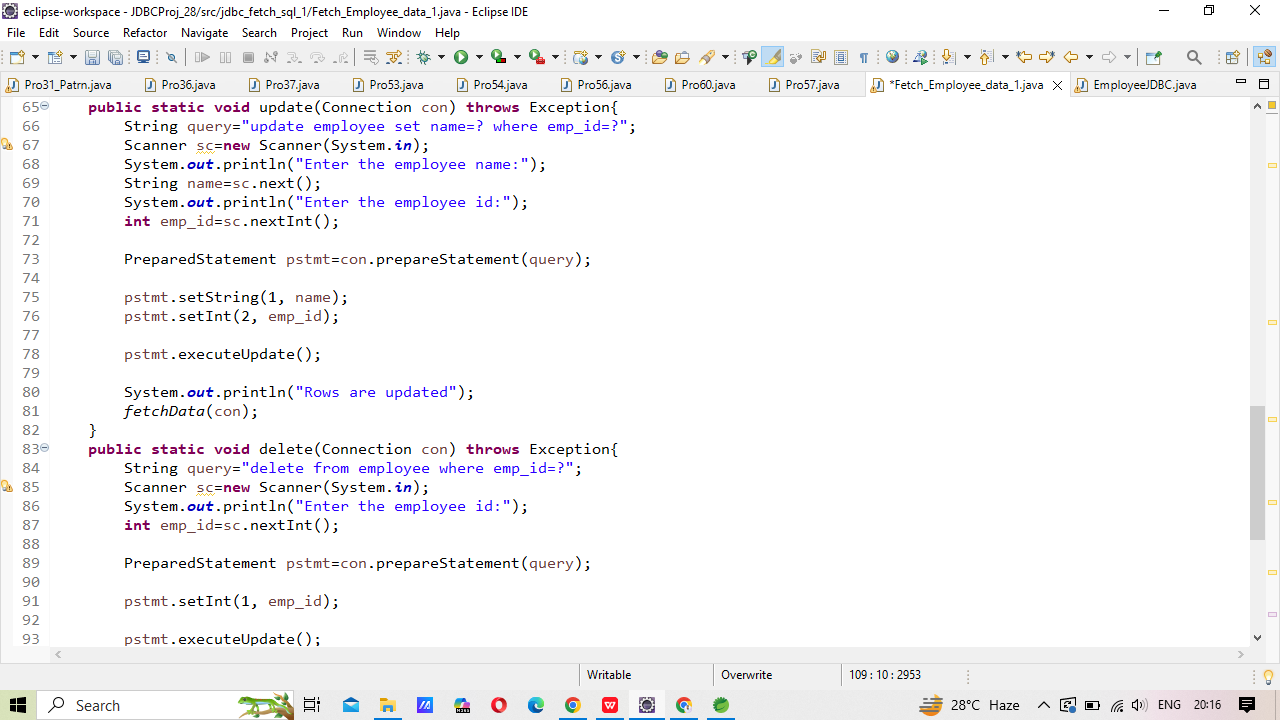 eclipse-workspace - JDBCProj_28/src/jdbc_fetch_sql_1/Fetch_Employee_data_1.java - Eclipse IDE
File Edit Source Refactor Navigate Search Project Run Window Help
Pro31_Patrn.java Pro36.java Pro37.java Pro53.java Pro54.java Pro56.java Pro60.java Pro57.java *Fetch_Employee_data_1.java EmployeeJDBC.java
65 public static void update(Connection con) throws Exception{
66 String query="update employee set name=? where emp_id=?";
67 Scanner sc=new Scanner(System.in);
68 System.out.println("Enter the employee name:");
69 String name=sc.next();
70 System.out.println("Enter the employee id:");
71 int emp_id=sc.nextInt();
72
73 PreparedStatement pstmt=con.prepareStatement(query);
74
75 pstmt.setString(1, name);
76 pstmt.setInt(2, emp_id);
77
78 pstmt.executeUpdate();
79
80 System.out.println("Rows are updated");
81 fetchData(con);
82 }
83 public static void delete(Connection con) throws Exception{
84 String query="delete from employee where emp_id=?";
85 Scanner sc=new Scanner(System.in);
86 System.out.println("Enter the employee id:");
87 int emp_id=sc.nextInt();
88
89 PreparedStatement pstmt=con.prepareStatement(query);
90
91 pstmt.setInt(1, emp_id);
92
93 pstmt.executeUpdate();
Writable Overwrite 109 : 10 : 2953
Search 28°C Haze ENG 20:16